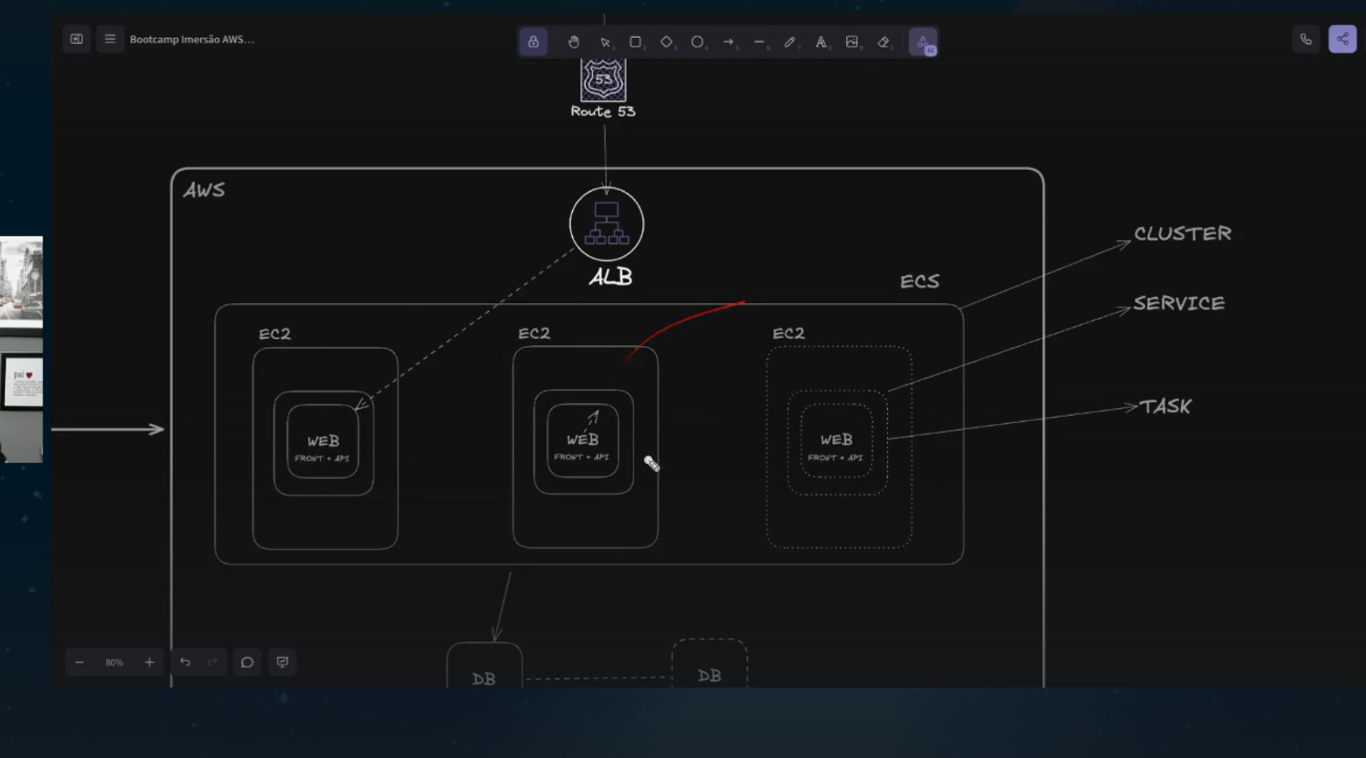 Bootcamp Imersão AWS...
53
Route 53
AWS
ALB
ECS
CLUSTER
SERVICE
TASK
EC2
EC2
EC2
WEB
FRONT + API
WEB
FRONT + API
WEB
FRONT + API
pai
DB
DB
80%